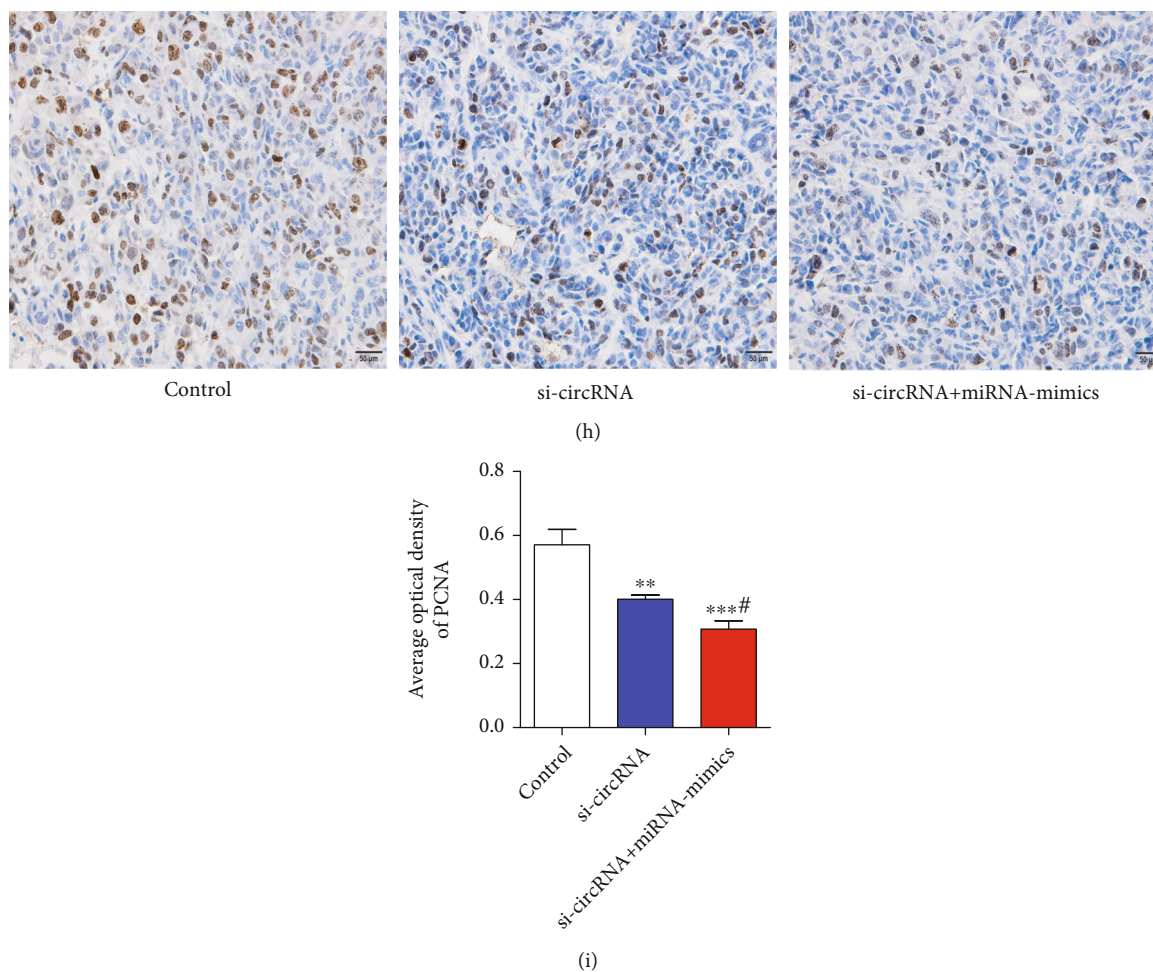 50 μm
50 μm
50 μ
Control
si-circRNA
si-circRNA+miRNA-mimics
(h)
Average optical density
of PCNA
0.8
0.6
0.4
0.2
0.0
**
***#
Control
si-circRNA
si-circRNA+miRNA-mimics
(i)